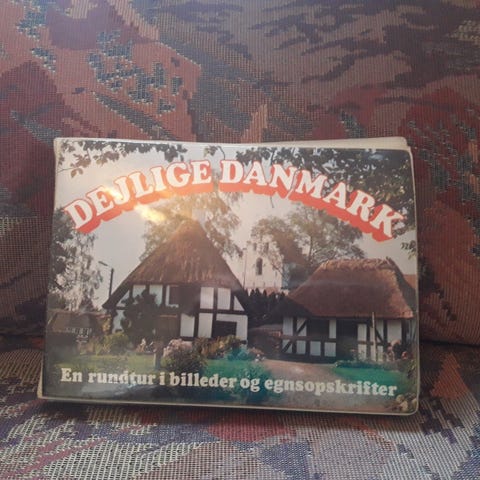 DEJLIGE DANMARK
En rundtur i billeder og egnsopskrifter